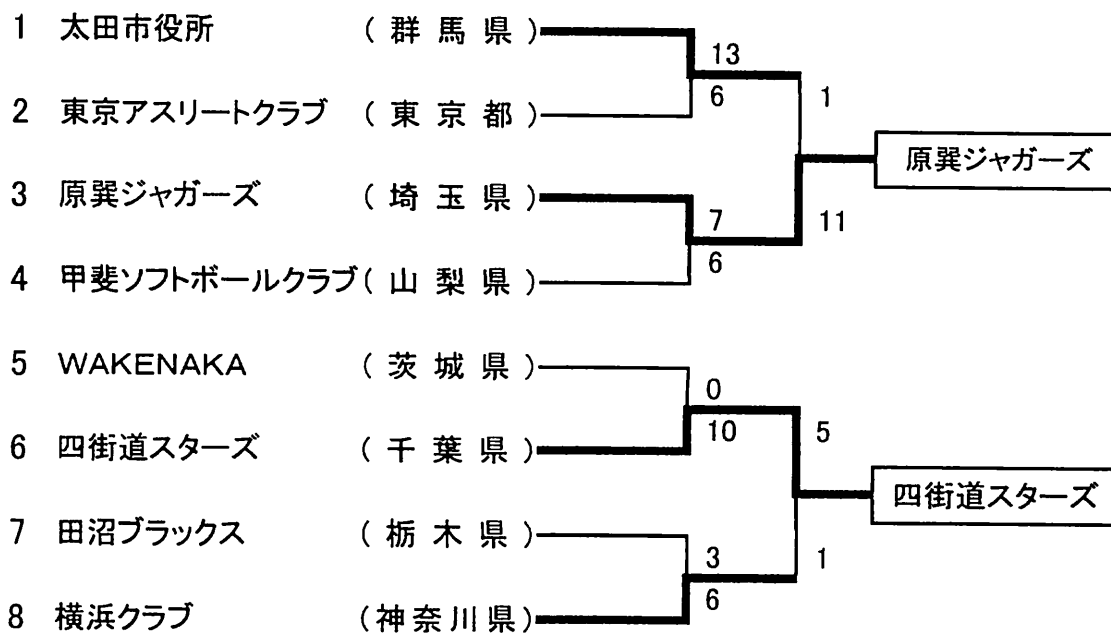 1 太田市役所 (群馬県)
13
6
2 東京アスリートクラブ (東京都)
1
原巽ジャガーズ
3 原巽ジャガーズ (埼玉県)
7
11
6
4 甲斐ソフトボールクラブ(山梨県)
5 WAKENAKA (茨城県)
0
10
5
6 四街道スターズ (千葉県)
四街道スターズ
7 田沼ブラックス (栃木県)
3
1
6
8 横浜クラブ (神奈川県)